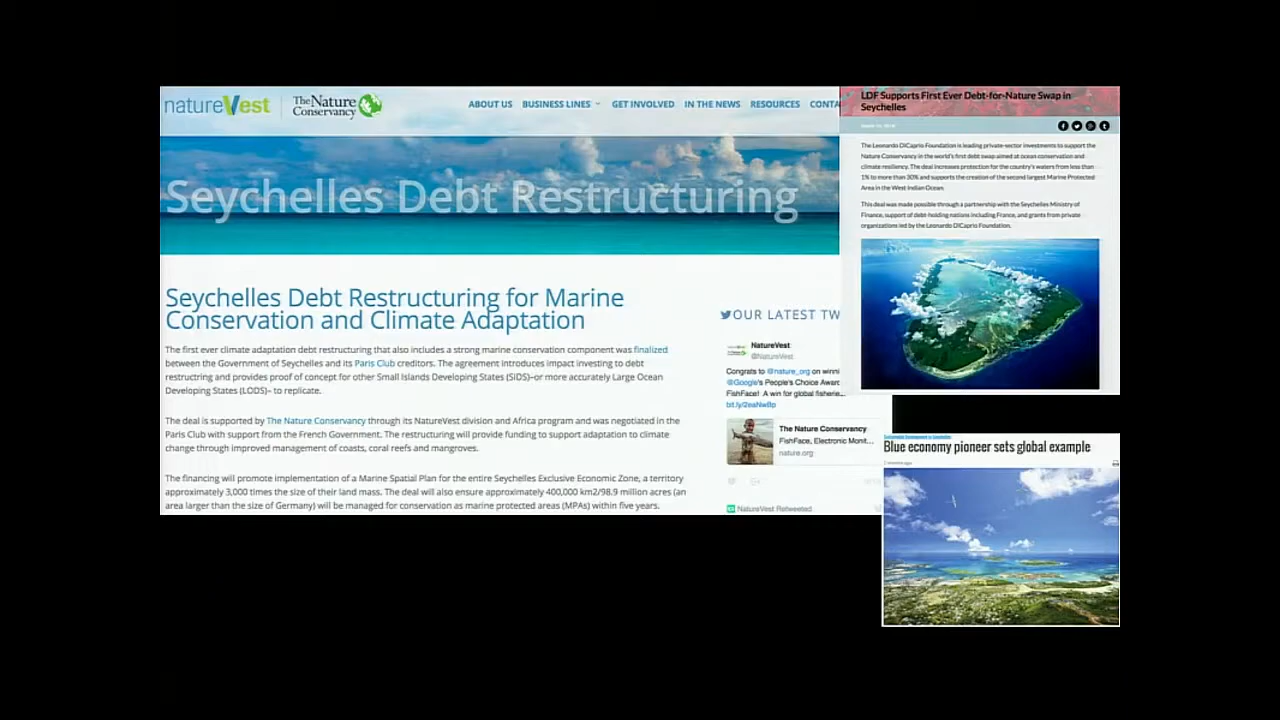 natureVest
The Nature
Conservancy
ABOUT US BUSINESS LINES GET INVOLVED IN THE NEWS RESOURCES CONTA
Seychelles Debt Restructuring
Seychelles Debt Restructuring for Marine
Conservation and Climate Adaptation
The first ever climate adaptation debt restructuring that also includes a strong marine conservation component was finalized
between the Government of Seychelles and its Paris Club creditors. The agreement introduces impact investing to debt
restructuring and provides proof of concept for other Small Islands Developing States (SIDS)–or more accurately Large Ocean
Developing States (LODS)– to replicate.
The deal is supported by The Nature Conservancy through its NatureVest division and Africa program and was negotiated in the
Paris Club with support from the French Government. The restructuring will provide funding to support adaptation to climate
change through improved management of coasts, coral reefs and mangroves.
The financing will promote implementation of a Marine Spatial Plan for the entire Seychelles Exclusive Economic Zone, a territory
approximately 3,000 times the size of their land mass. The deal will also ensure approximately 400,000 km2/98.9 million acres (an
area larger than the size of Germany) will be managed for conservation as marine protected areas (MPAs) within five years.
OUR LATEST TW
NatureVest
@NatureVest
Congrats to @nature_org on winni
@Google's People's Choice Award
FishFace! A win for global fisherie
The Nature Conservancy
FishFace, Electronic Monit...
nature.org
NatureVest Retweeted
LDF Supports First Ever Debt-for-Nature Swap in
Seychelles
The Leonardo DiCaprio Foundation is leading private-sector investments to support the
Nature Conservancy in the world's first debt swap aimed at ocean conservation and
climate resiliency. The deal increases protection for the country's waters from less than
1% to more than 30% and supports the creation of the second largest Marine Protected
Area in the West Indian Ocean.
This deal was made possible through a partnership with the Seychelles Ministry of
Finance, support of debt-holding nations including France, and grants from private
organizations led by the Leonardo DiCaprio Foundation.
Blue economy pioneer sets global example